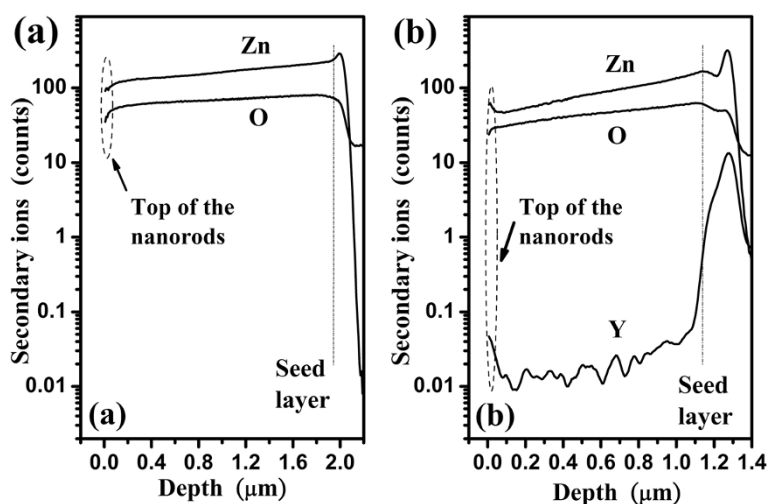 (a)
Zn
O
Top of the
nanorods
Seed
layer
(a)
Secondary ions (counts)
100
10
1
0.1
0.01
0.0 0.4 0.8 1.2 1.6 2.0
Depth (μm)
(b)
Zn
O
Top of the
nanorods
Y
Seed
layer
(b)
Secondary ions (counts)
100
10
1
0.1
0.01
0.0 0.2 0.4 0.6 0.8 1.0 1.2 1.4
Depth (μm)